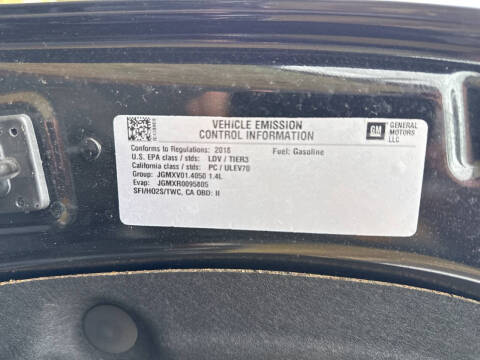 VEHICLE EMISSION
CONTROL INFORMATION
GM
GENERAL
MOTORS
LLC
Conforms to Regulations: 2018 Fuel: Gasoline
U.S. EPA class / stds: LDV / TIER3
California class / stds: PC / ULEV70
Group: JGMXV01.4050 1.4L
Evap: JGMXR0095805
SFI/HO2S/TWC, CA OBD: II